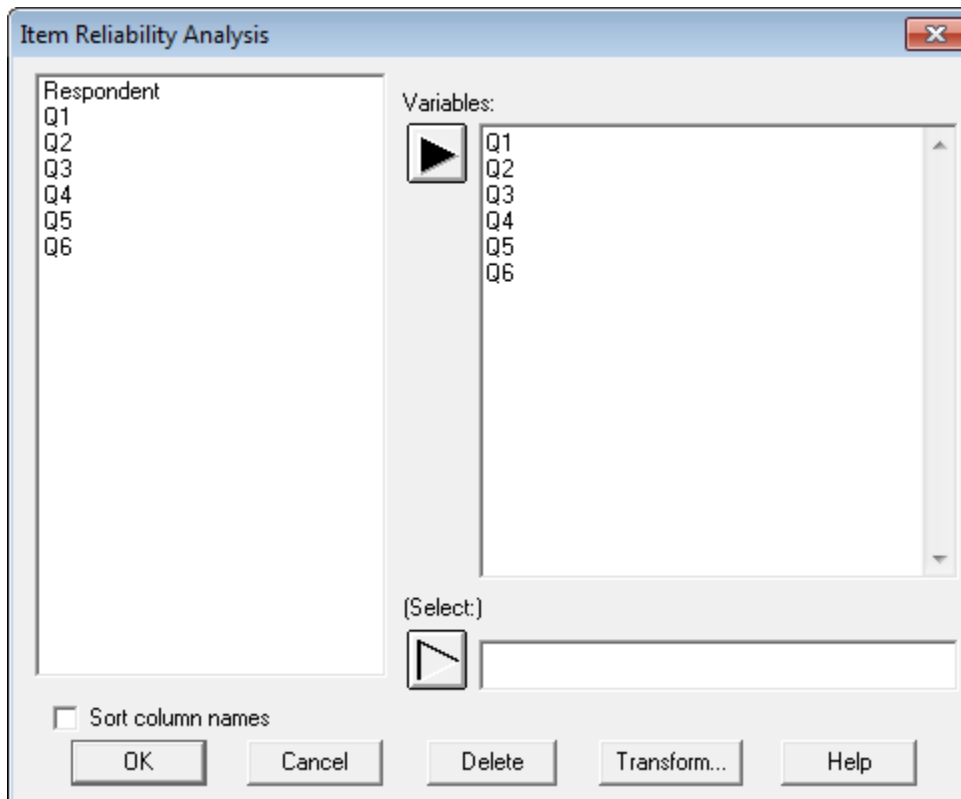 Item Reliability Analysis
Respondent
Q1
Q2
Q3
Q4
Q5
Q6
Variables:
Q1
Q2
Q3
Q4
Q5
Q6
(Select:)
Sort column names
OK
Cancel
Delete
Transform...
Help